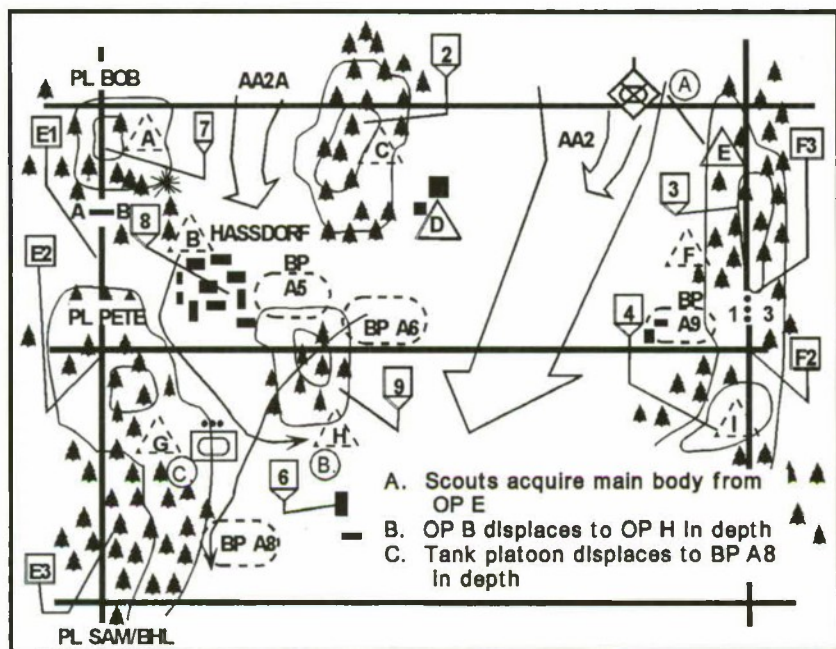 PL BOB
AA2A
2
A
E1
A
7
C
AA2
E
F3
A B
8
3
D
B
HASSDORF
E2
BP
A5
F
PL PETE
BP A6
4
BP
A9
1 3
9
F2
G
H
I
C
B.
6
BP A8
E3
A. Scouts acquire main body from
OP E
B. OP B displaces to OP H in depth
C. Tank platoon displaces to BP A8
in depth
PL SAM/BHL